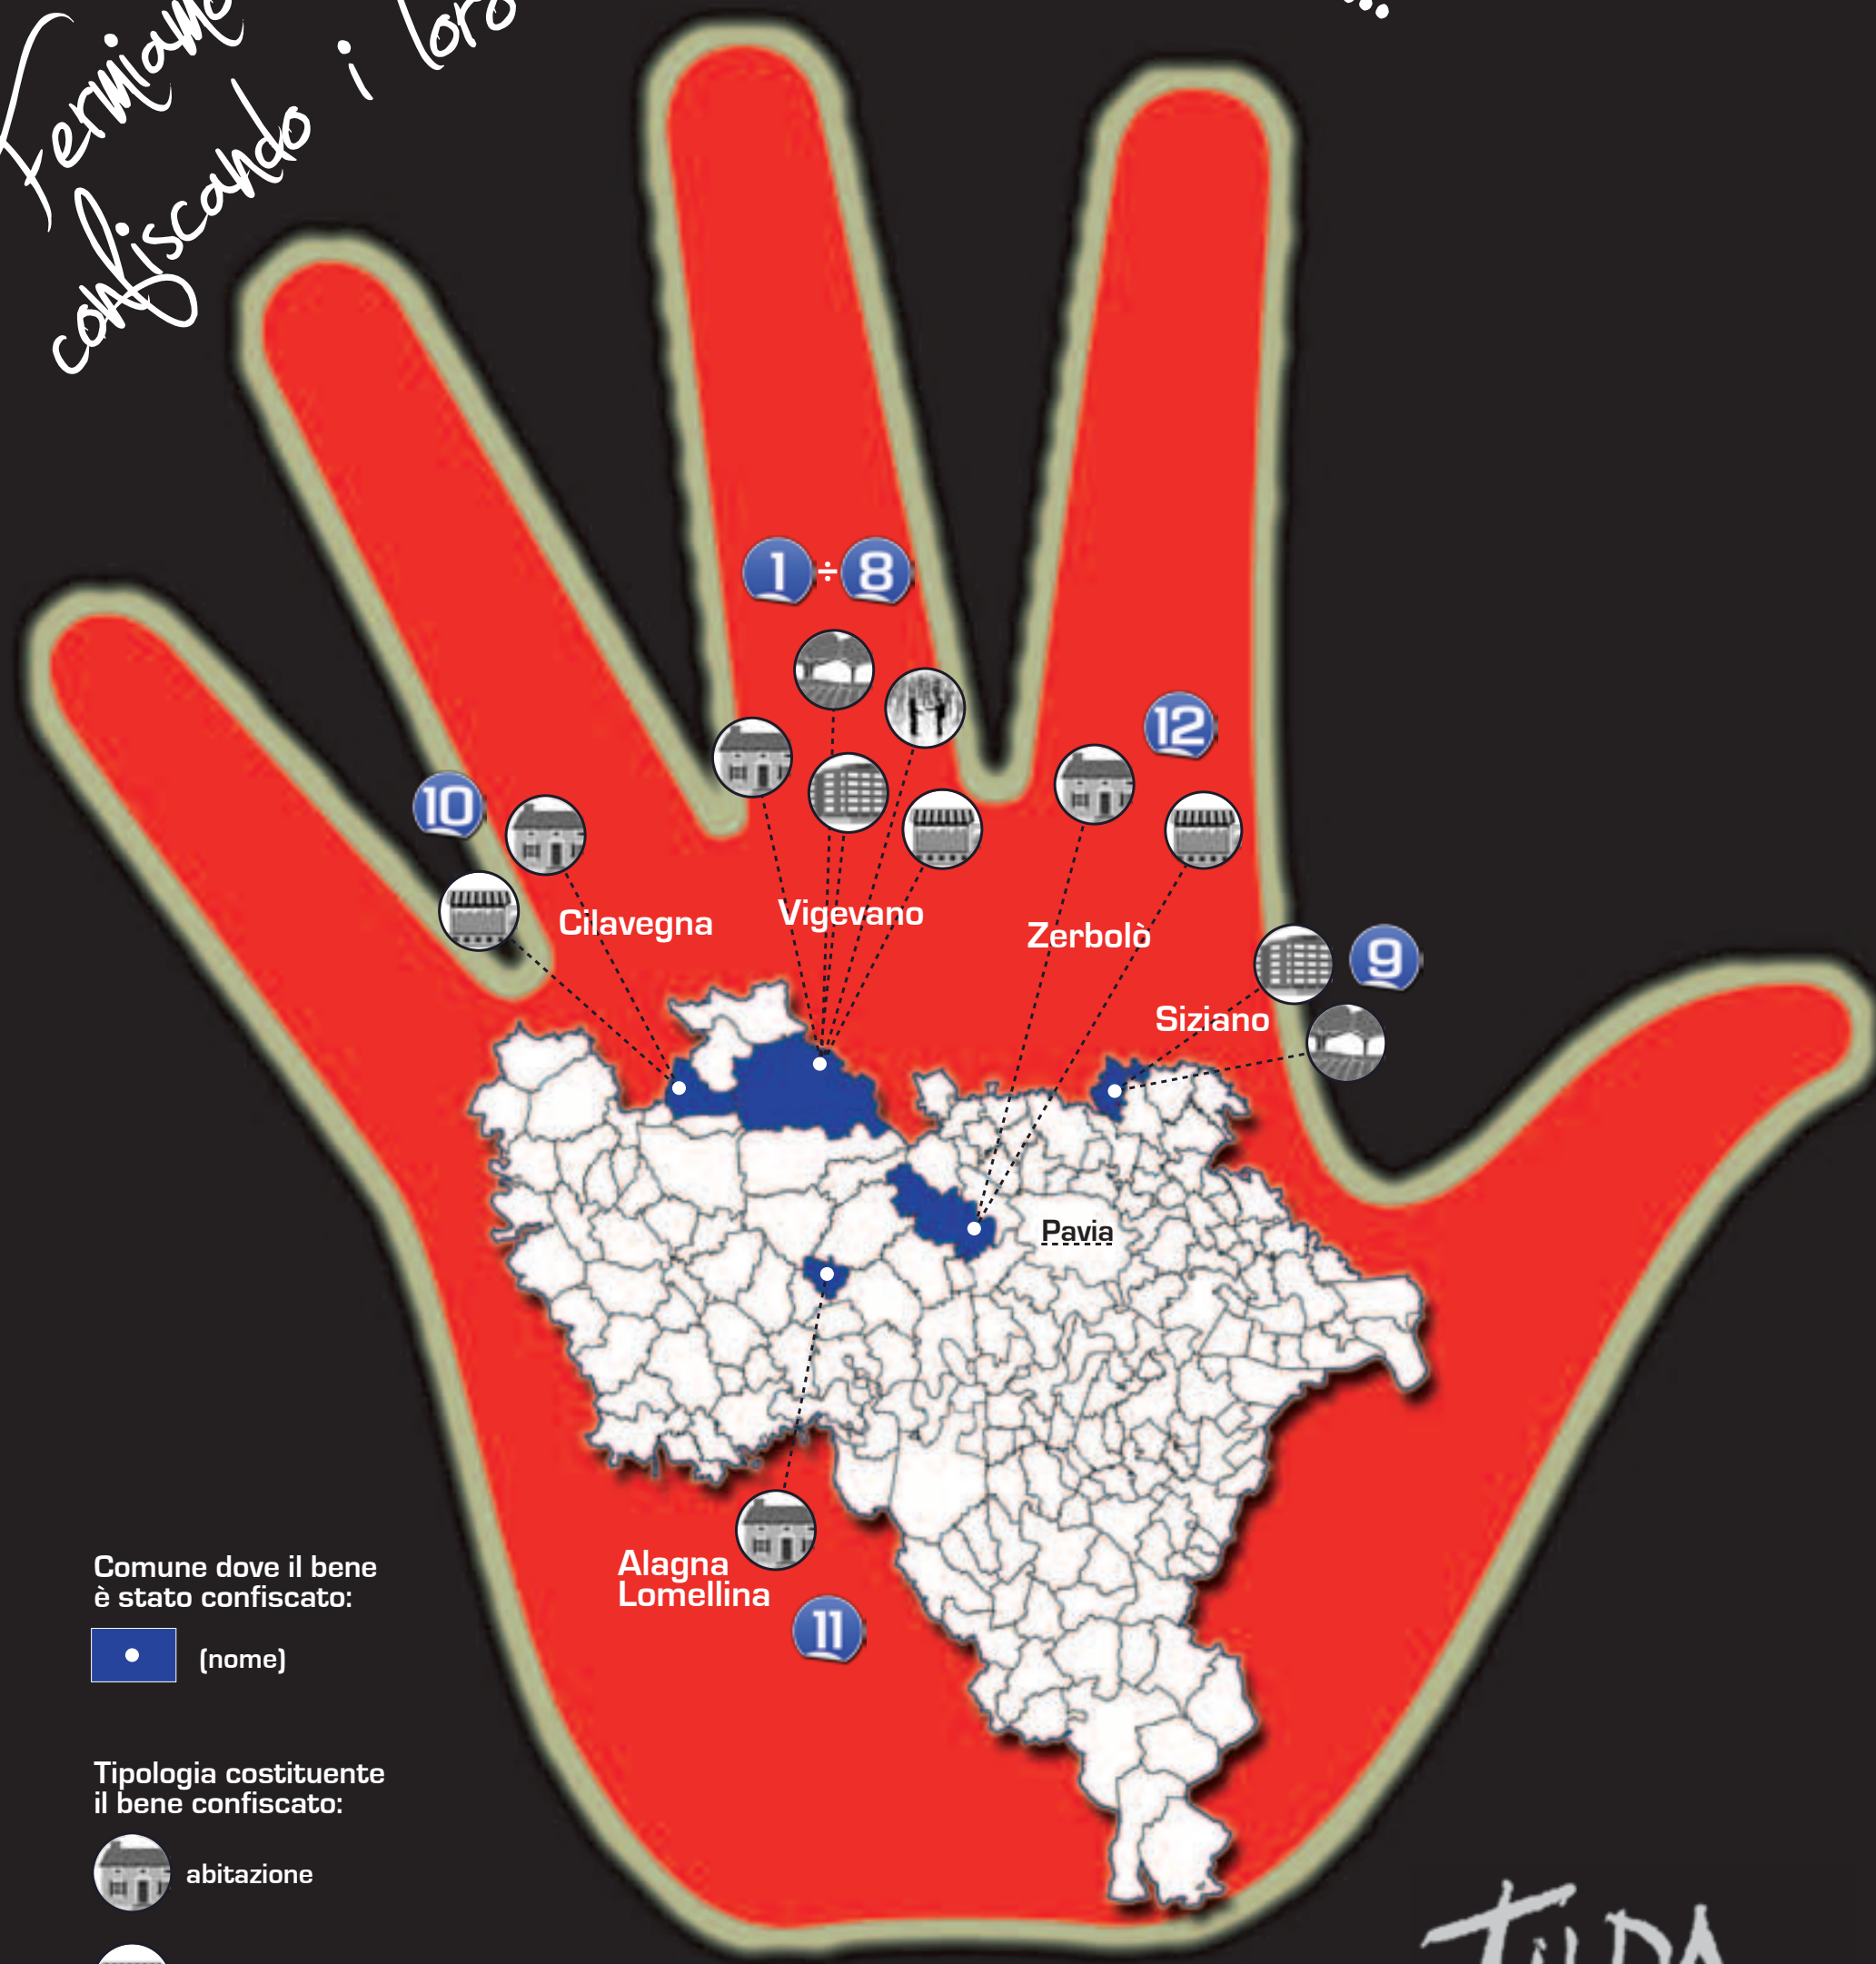 Fermiamo
confiscando i loro
...
1 ÷ 8
12
10
Cilavegna
Vigevano
Zerbolò
9
Siziano
Pavia
Alagna
Lomellina
11
Comune dove il bene
è stato confiscato:
(nome)
Tipologia costituente
il bene confiscato:
abitazione
TILDA